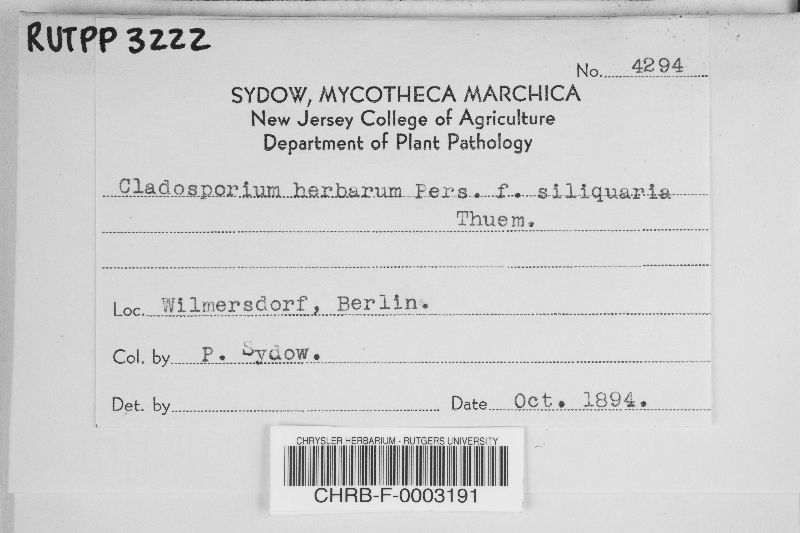 RUTPP 3222
No. 4294
SYDOW, MYCOTHECA MARCHICA
New Jersey College of Agriculture
Department of Plant Pathology
Cladosporium herbarum Pers. f. siliquaria
Thuem.
Loc. Wilmersdorf, Berlin.
Col. by P. Sydow.
Det. by
Date Oct. 1894.
CHRYSLER HERBARIUM - RUTGERS UNIVERSITY
CHRB-F-0003191